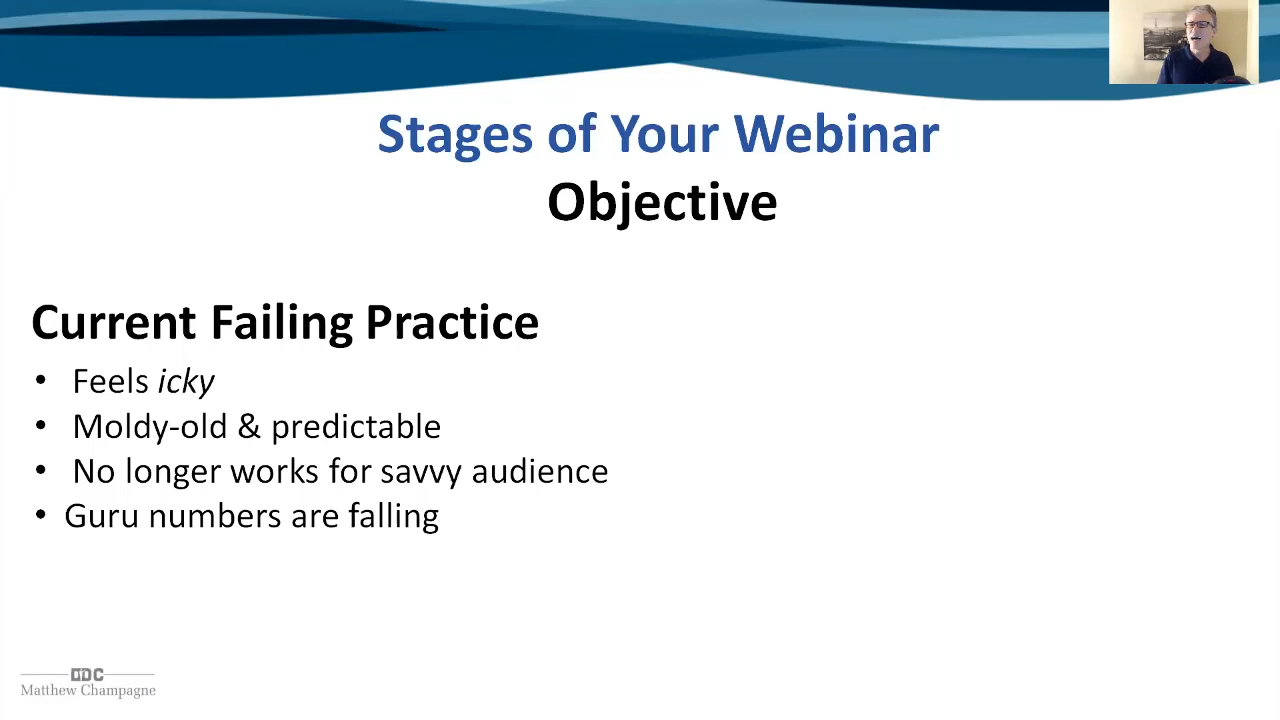 Stages of Your Webinar
Objective
Current Failing Practice
• Feels icky
• Moldy-old & predictable
• No longer works for savvy audience
• Guru numbers are falling
Matthew Champagne